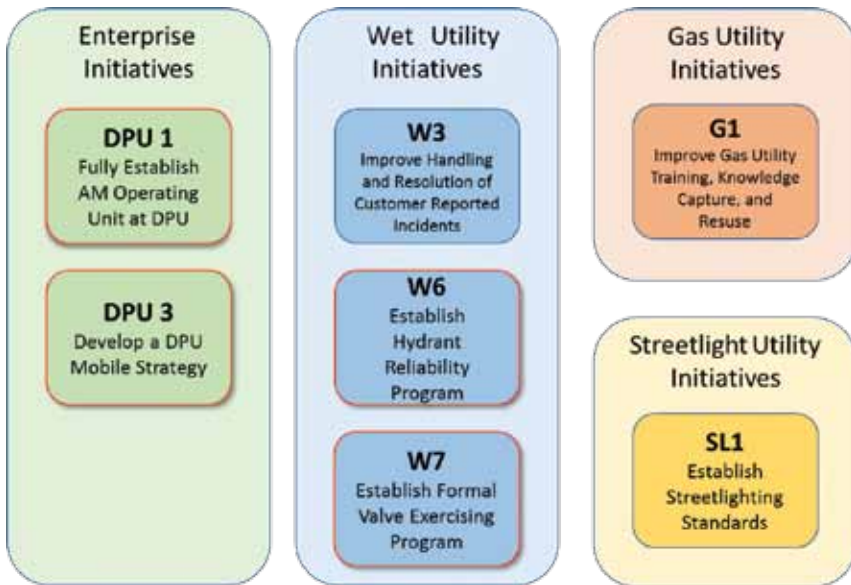 Enterprise
Initiatives
DPU 1
Fully Establish
AM Operating
Unit at DPU
DPU 3
Develop a DPU
Mobile Strategy
Wet Utility
Initiatives
W3
Improve Handling
and Resolution of
Customer Reported
Incidents
W6
Establish
Hydrant
Reliability
Program
W7
Establish Formal
Valve Exercising
Program
Gas Utility
Initiatives
G1
Improve Gas Utility
Training, Knowledge
Capture, and
Resuse
Streetlight Utility
Initiatives
SL1
Establish
Streetlighting
Standards